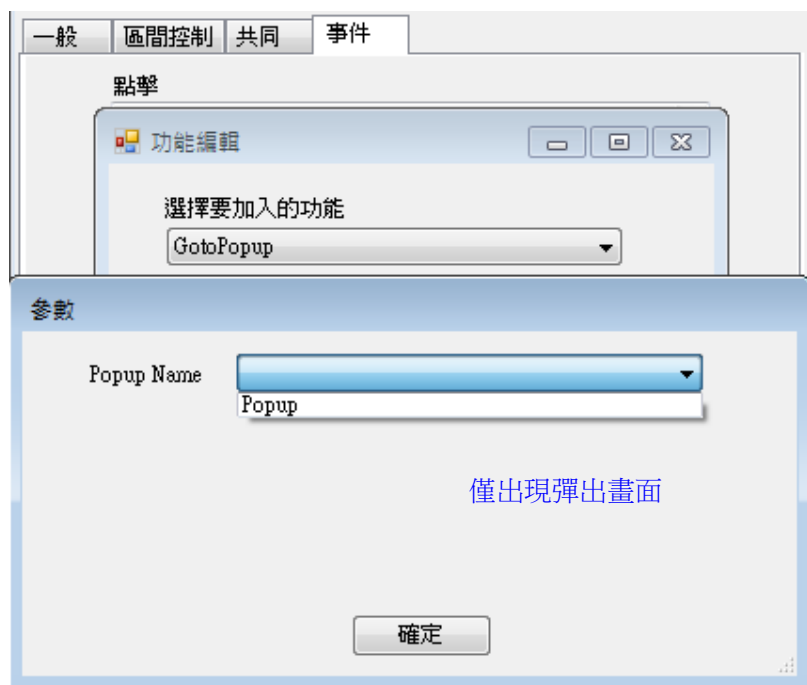 一般 區間控制 共同 事件
點擊
功能編輯
選擇要加入的功能
GotoPopup
參數
Popup Name
Popup
僅出現彈出畫面
確定